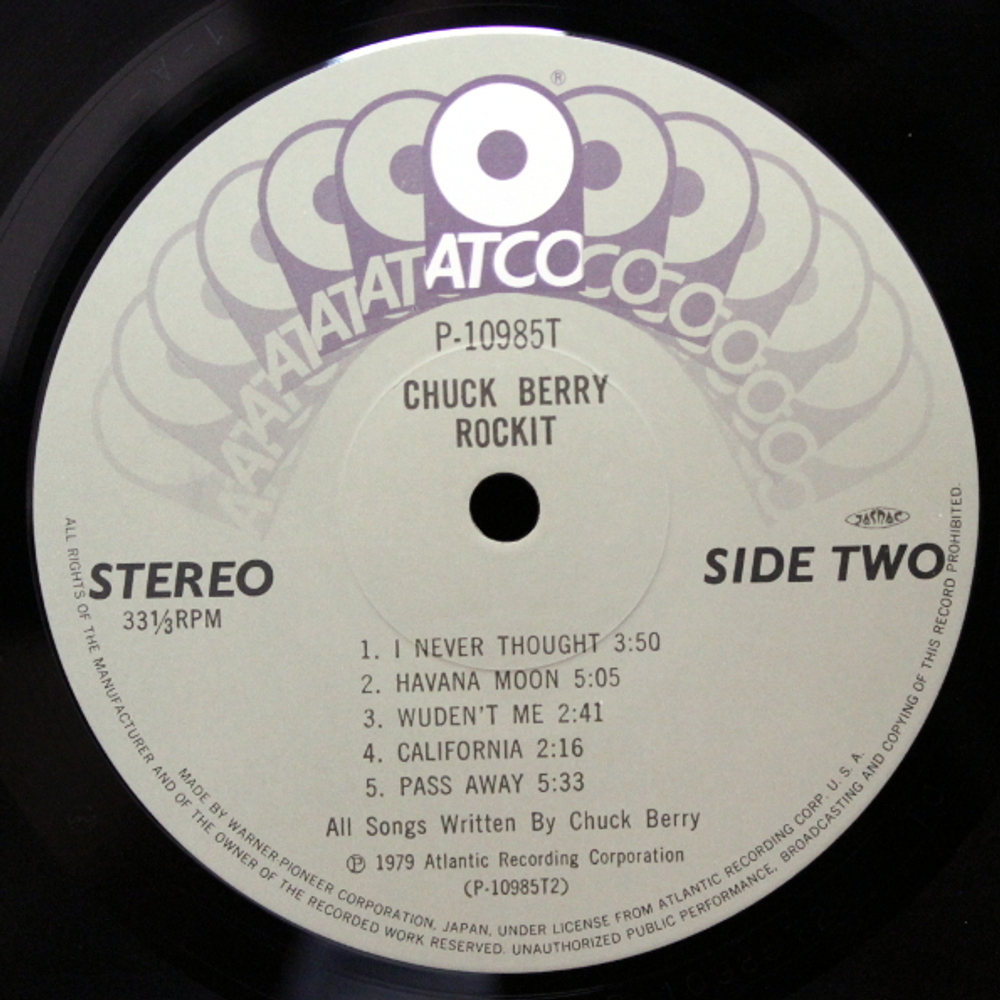 ®
ATCO
P-10985T
CHUCK BERRY
ROCKIT
JASRAC
STEREO
SIDE TWO
33⅓RPM
1. I NEVER THOUGHT 3:50
2. HAVANA MOON 5:05
3. WUDEN'T ME 2:41
4. CALIFORNIA 2:16
5. PASS AWAY 5:33
All Songs Written By Chuck Berry
℗ 1979 Atlantic Recording Corporation
(P-10985T2)
MADE BY WARNER-PIONEER CORPORATION, JAPAN, UNDER LICENSE FROM ATLANTIC RECORDING CORP. U. S. A.
ALL RIGHTS OF THE MANUFACTURER AND OF THE OWNER OF THE RECORDED WORK RESERVED. UNAUTHORIZED PUBLIC PERFORMANCE, BROADCASTING AND COPYING OF THIS RECORD PROHIBITED.